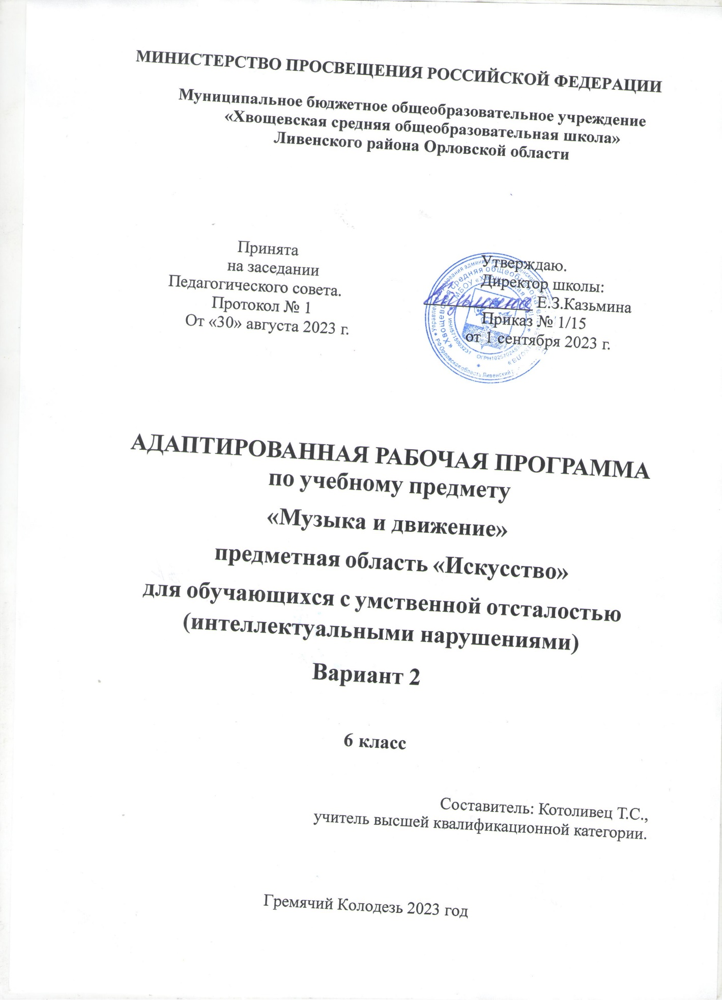 МИНИСТЕРСТВО ПРОСВЕЩЕНИЯ РОССИЙСКОЙ ФЕДЕРАЦИИ
Муниципальное бюджетное общеобразовательное учреждение
«Хвощевская средняя общеобразовательная школа»
Ливенского района Орловской области
Принята
на заседании
Педагогического совета.
Протокол № 1
От «30» августа 2023 г.
Утверждаю.
Директор школы:
Е.З.Казьмина
Приказ № 1/15
от 1 сентября 2023 г.
АДАПТИРОВАННАЯ РАБОЧАЯ ПРОГРАММА
по учебному предмету
«Музыка и движение»
предметная область «Искусство»
для обучающихся с умственной отсталостью
(интеллектуальными нарушениями)
Вариант 2
6 класс
Составитель: Котоливец Т.С.,
учитель высшей квалификационной категории.
Гремячий Колодезь 2023 год